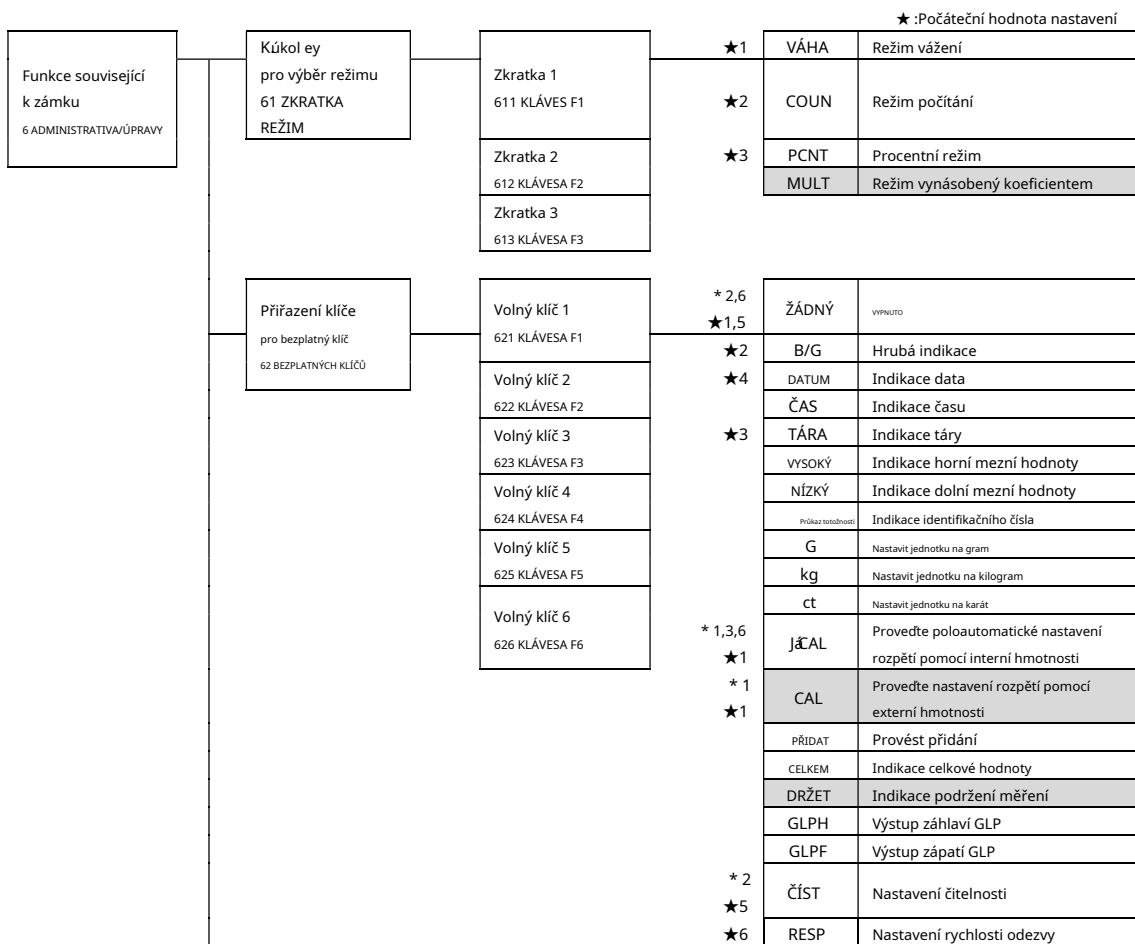 ★ :Počáteční hodnota nastavení
Funkce související
k zámku
6 ADMINISTRATIVA/ÚPRAVY
Kúkol ey
pro výběr režimu
61 ZKRATKA
REŽIM
Zkratka 1
611 KLÁVES F1
Zkratka 2
612 KLÁVESA F2
Zkratka 3
613 KLÁVESA F3
★1 VÁHA Režim vážení
★2 COUN Režim počítání
★3 PCNT Procentní režim
MULT Režim vynásobený koeficientem
Přiřazení klíče
pro bezplatný klíč
62 BEZPLATNÝCH KLÍČŮ
Volný klíč 1
621 KLÁVESA F1
Volný klíč 2
622 KLÁVESA F2
Volný klíč 3
623 KLÁVESA F3
Volný klíč 4
624 KLÁVESA F4
Volný klíč 5
625 KLÁVESA F5
Volný klíč 6
626 KLÁVESA F6
* 2,6
★1,5
ŽÁDNÝ VYPNUTO
★2 B/G Hrubá indikace
★4 DATUM Indikace data
ČAS Indikace času
★3 TÁRA Indikace táry
VYSOKÝ Indikace horní mezní hodnoty
NÍZKÝ Indikace dolní mezní hodnoty
Průkaz totožnosti Indikace identifikačního čísla
G Nastavit jednotku na gram
kg Nastavit jednotku na kilogram
ct Nastavit jednotku na karát
* 1,3,6
★1
JáCAL Proveďte poloautomatické nastavení
rozpětí pomocí interní hmotnosti
* 1
★1
CAL Proveďte nastavení rozpětí pomocí
externí hmotnosti
PŘIDAT Provést přidání
CELKEM Indikace celkové hodnoty
DRŽET Indikace podržení měření
GLPH Výstup záhlaví GLP
GLPF Výstup zápatí GLP
* 2
★5
ČÍST Nastavení čitelnosti
★6 RESP Nastavení rychlosti odezvy